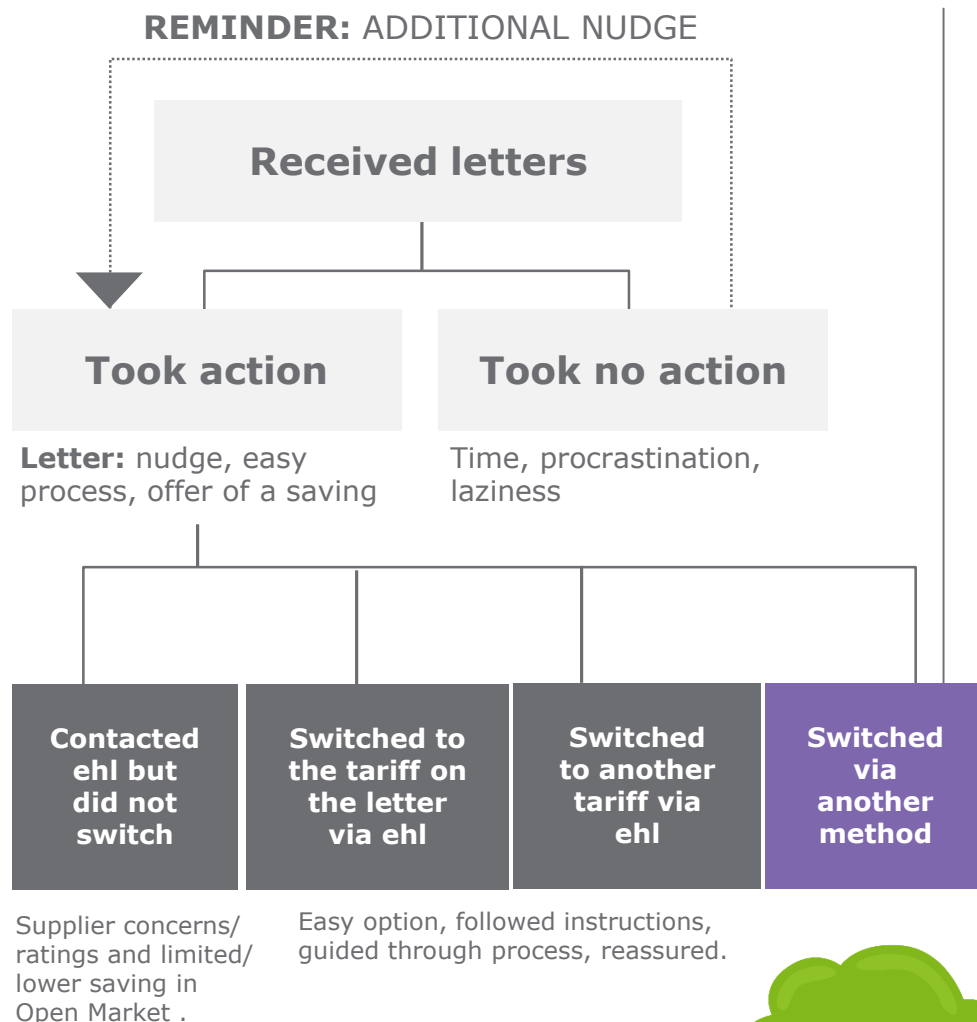 REMINDER: ADDITIONAL NUDGE
Received letters
Took action
Took no action
Letter: nudge, easy
process, offer of a saving
Time, procrastination,
laziness
Contacted
ehl but
did not
switch
Switched to
the tariff on
the letter
via ehl
Switched
to another
tariff via
ehl
Switched
via
another
method
Supplier concerns/
ratings and limited/
lower saving in
Open Market .
Easy option, followed instructions,
guided through process, reassured.